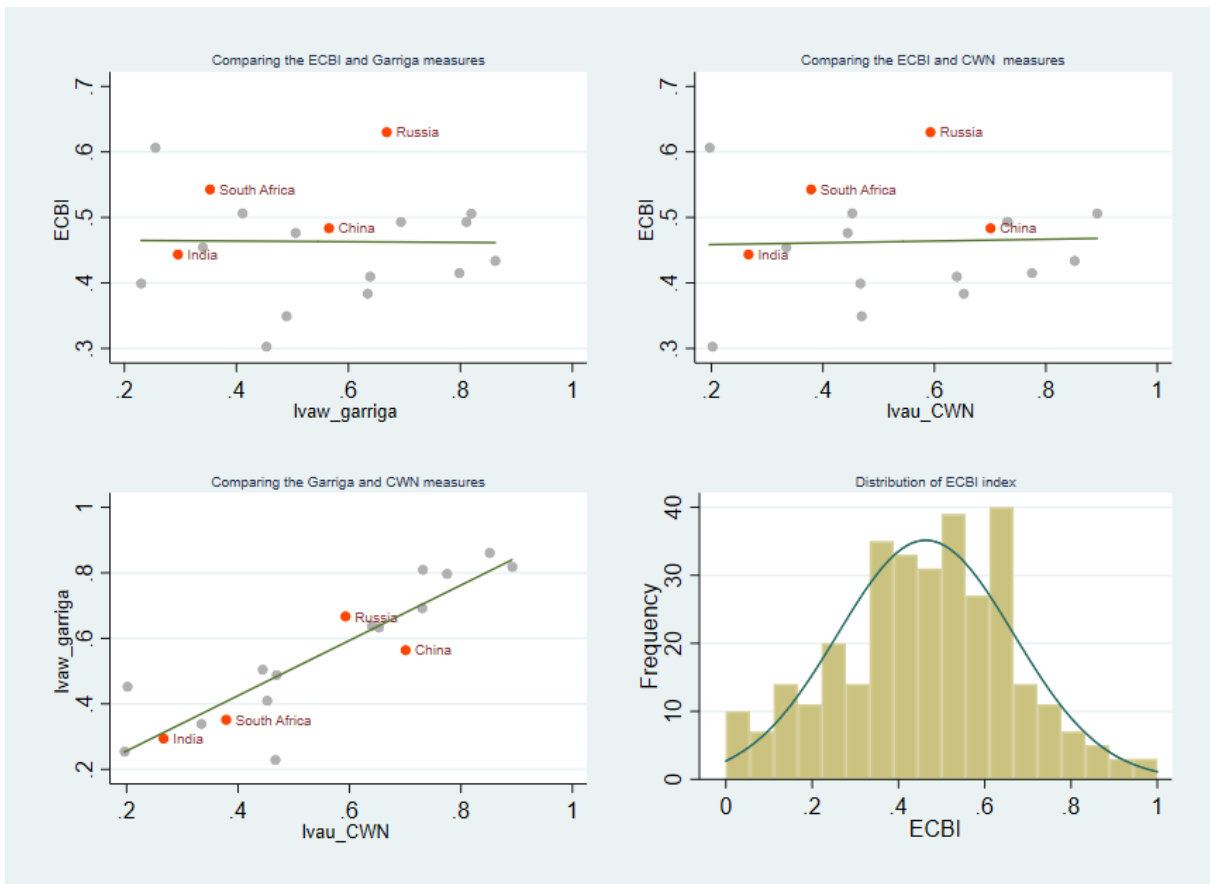 Comparing the ECBI and Garriga measures
ECBI
.7
.6
.5
.4
.3
Russia
South Africa
China
India
.2 .4 .6 .8 1
lvaw_garriga
Comparing the ECBI and CWN measures
ECBI
.7
.6
.5
.4
.3
Russia
South Africa
China
India
.2 .4 .6 .8 1
lvau_CWN
Comparing the Garriga and CWN measures
lvaw_garriga
1
.8
.6
.4
.2
Russia
China
South Africa
India
.2 .4 .6 .8 1
lvau_CWN
Distribution of ECBI index
Frequency
40
30
20
10
0
0 .2 .4 .6 .8 1
ECBI